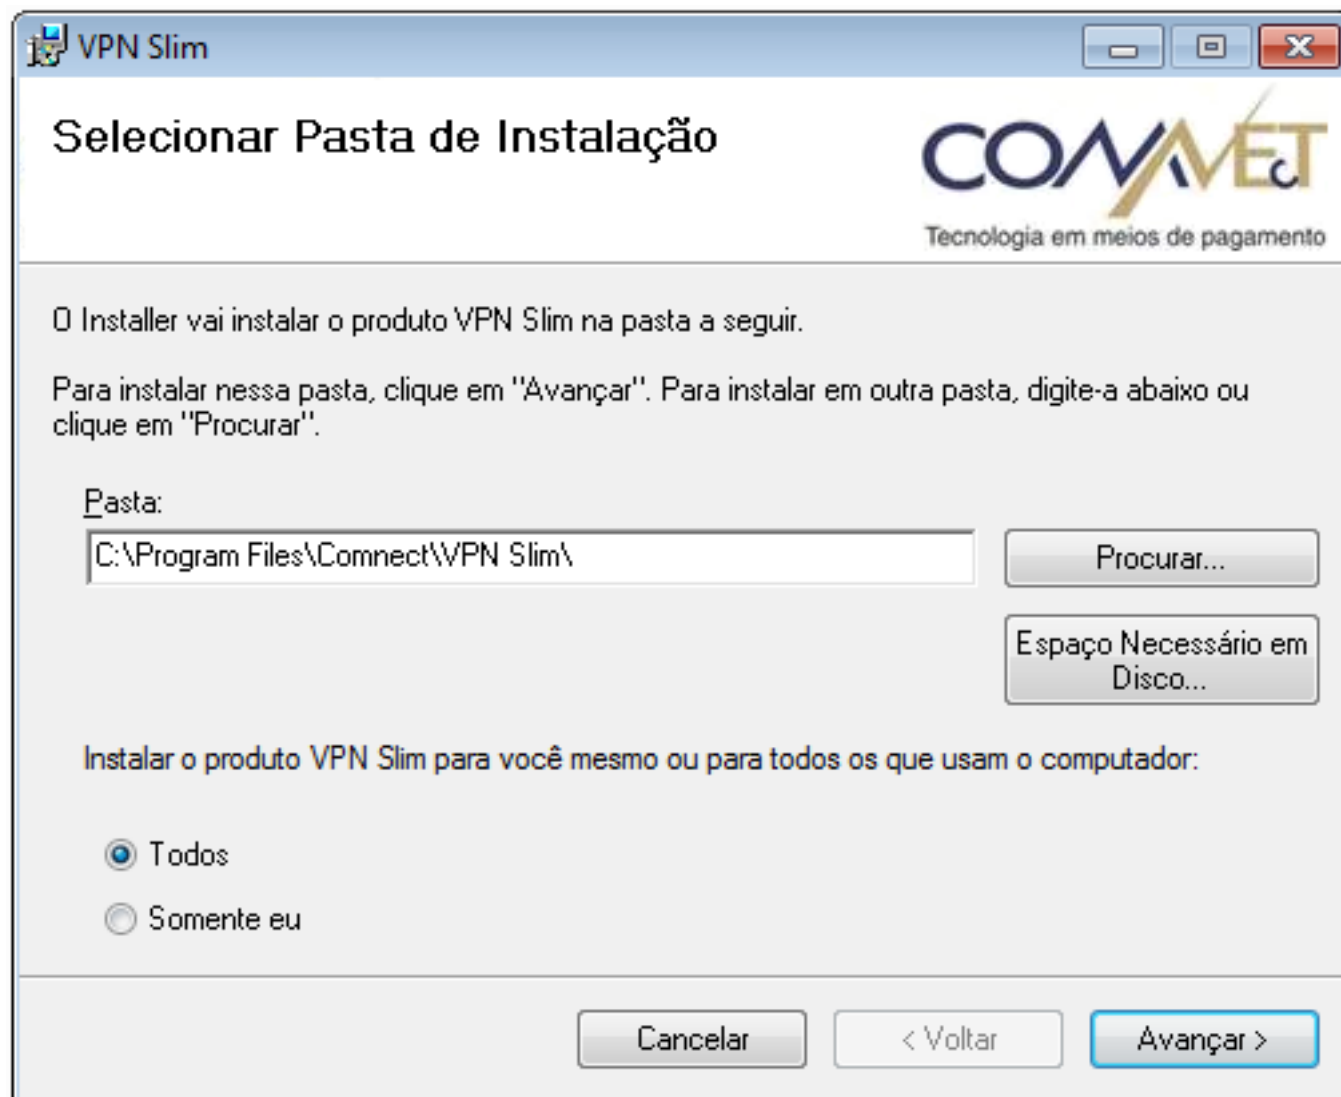 VPN Slim
Selecionar Pasta de Instalação
COMNECT
Tecnologia em meios de pagamento
O Installer vai instalar o produto VPN Slim na pasta a seguir.
Para instalar nessa pasta, clique em "Avançar". Para instalar em outra pasta, digite-a abaixo ou
clique em "Procurar".
Pasta:
C:\Program Files\Comnect\VPN Slim\
Procurar...
Espaço Necessário em
Disco...
Instalar o produto VPN Slim para você mesmo ou para todos os que usam o computador:
Todos
Somente eu
Cancelar
< Voltar
Avançar >